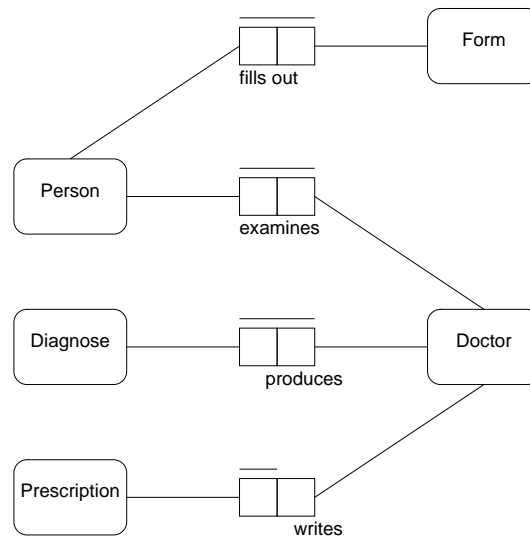 Form
fills out
Person
examines
Diagnose
Doctor
produces
Prescription
writes